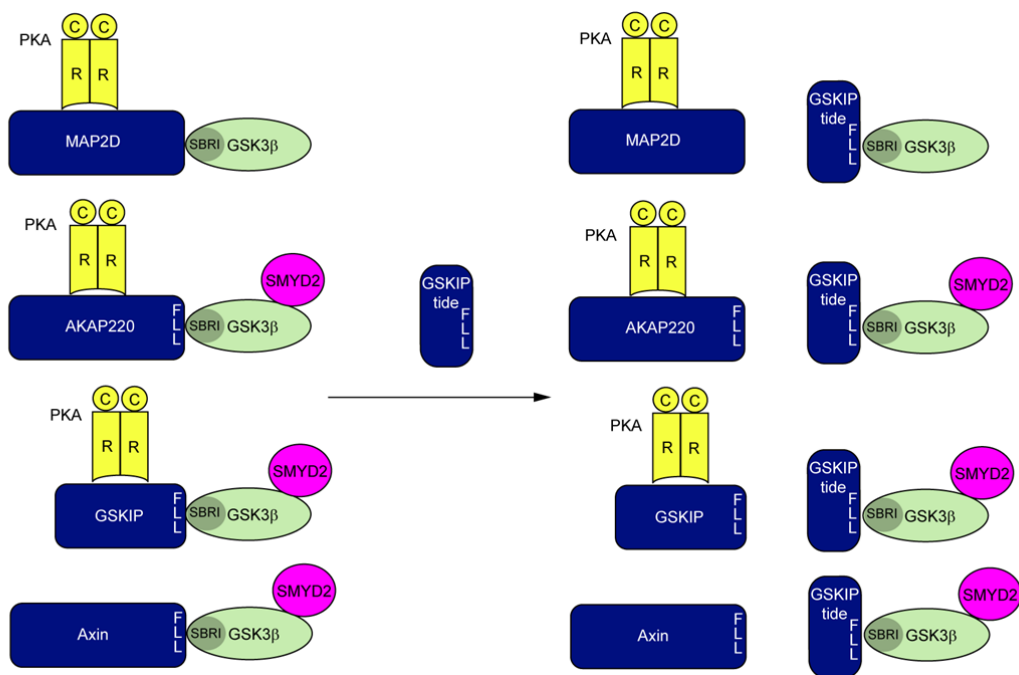 C C
PKA
R R
MAP2D
SBRI GSK3β
C C
PKA
R R
MAP2D
GSKIP
tide
F
L
L
SBRI GSK3β
C C
PKA
R R
SMYD2
AKAP220
F
L
L
SBRI GSK3β
GSKIP
tide
F
L
L
C C
PKA
R R
AKAP220
F
L
L
GSKIP
tide
F
L
L
SMYD2
SBRI GSK3β
C C
PKA
R R
SMYD2
GSKIP
F
L
L
SBRI GSK3β
C C
PKA
R R
GSKIP
F
L
L
GSKIP
tide
F
L
L
SMYD2
SBRI GSK3β
SMYD2
Axin
F
L
L
SBRI GSK3β
Axin
F
L
L
GSKIP
tide
F
L
L
SMYD2
SBRI GSK3β